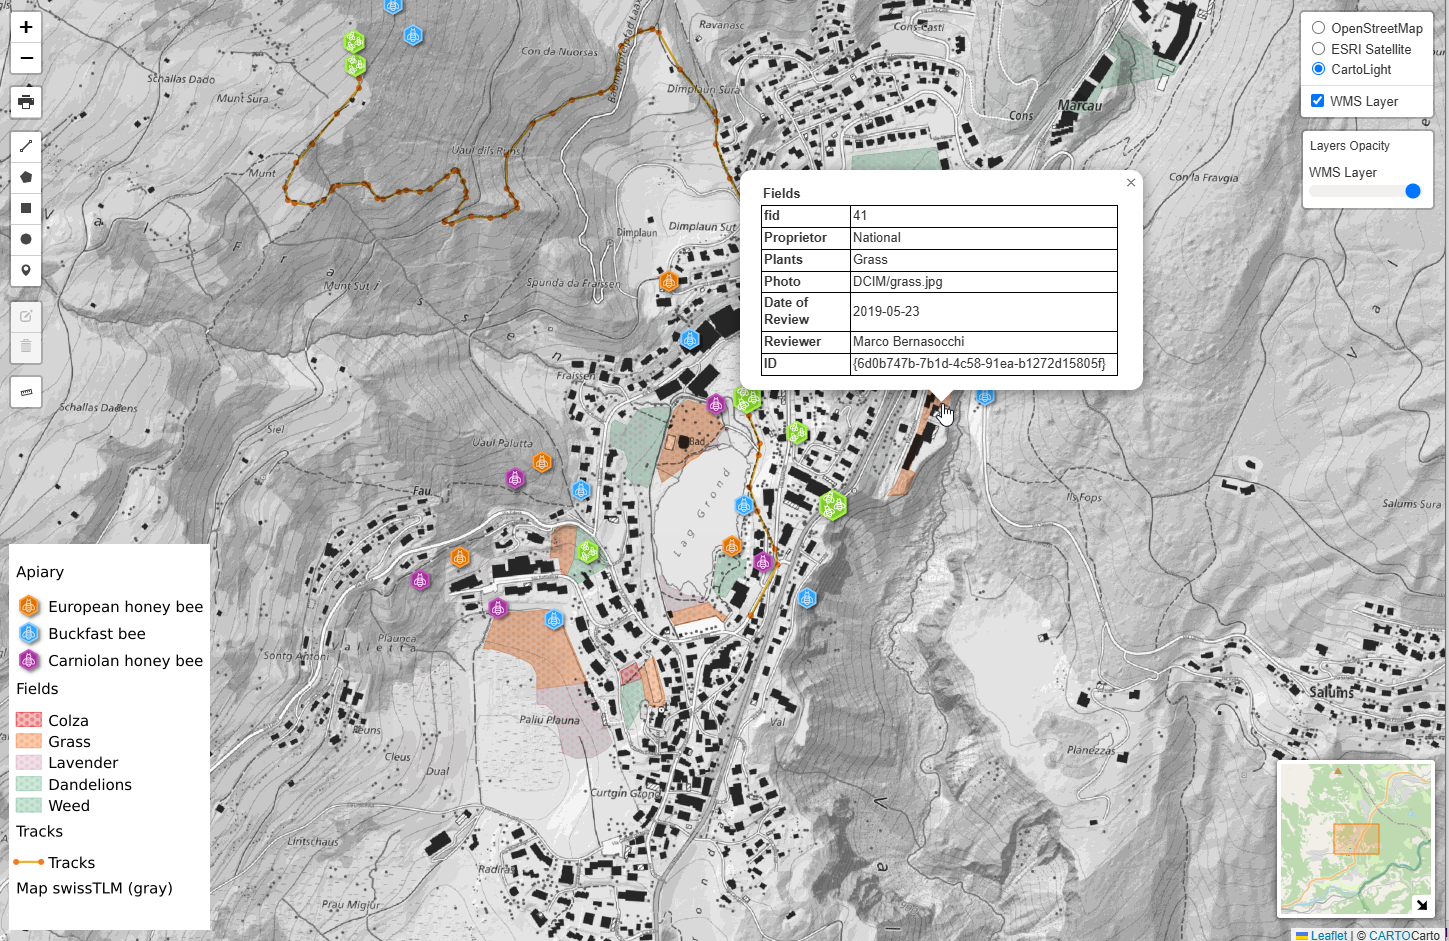 +
−
OpenStreetMap
ESRI Satellite
CartoLight
WMS Layer
Layers Opacity
WMS Layer
Ravanasc
Cons-casti
Con da Nuorsas
Schallas Dado
Munt Sura
Dimplaun Sura
Marcau
Cons
Uaul dils Runs
Munt
Con la Fravgia
×
Fields
fid 41
Proprietor National
Plants Grass
Photo DCIM/grass.jpg
Date of Review 2019-05-23
Reviewer Marco Bernasocchi
ID {6d0b747b-7b1d-4c58-91ea-b1272d15805f}
Dimplaun
Dimplaun Sut
Spunda da Fraissen
Munt Sut
Fraissen
Schallas Dadens
Siel
Uaul Palutta
Bad
Lag Grond
Fau
Ils Fops
Salums Sura
Apiary
European honey bee
Buckfast bee
Carniolan honey bee
Fields
Colza
Grass
Lavender
Dandelions
Weed
Tracks
Tracks
Map swissTLM (gray)
Plaunca
Valletta
Sontg Antoni
Salums
Paliu Plauna
Val
Reuns
Cleus
Dual
Planezzas
Curtgin Grond
Lintschaus
Radiras
Prau Migiur
Leaflet | © CARTOCarto